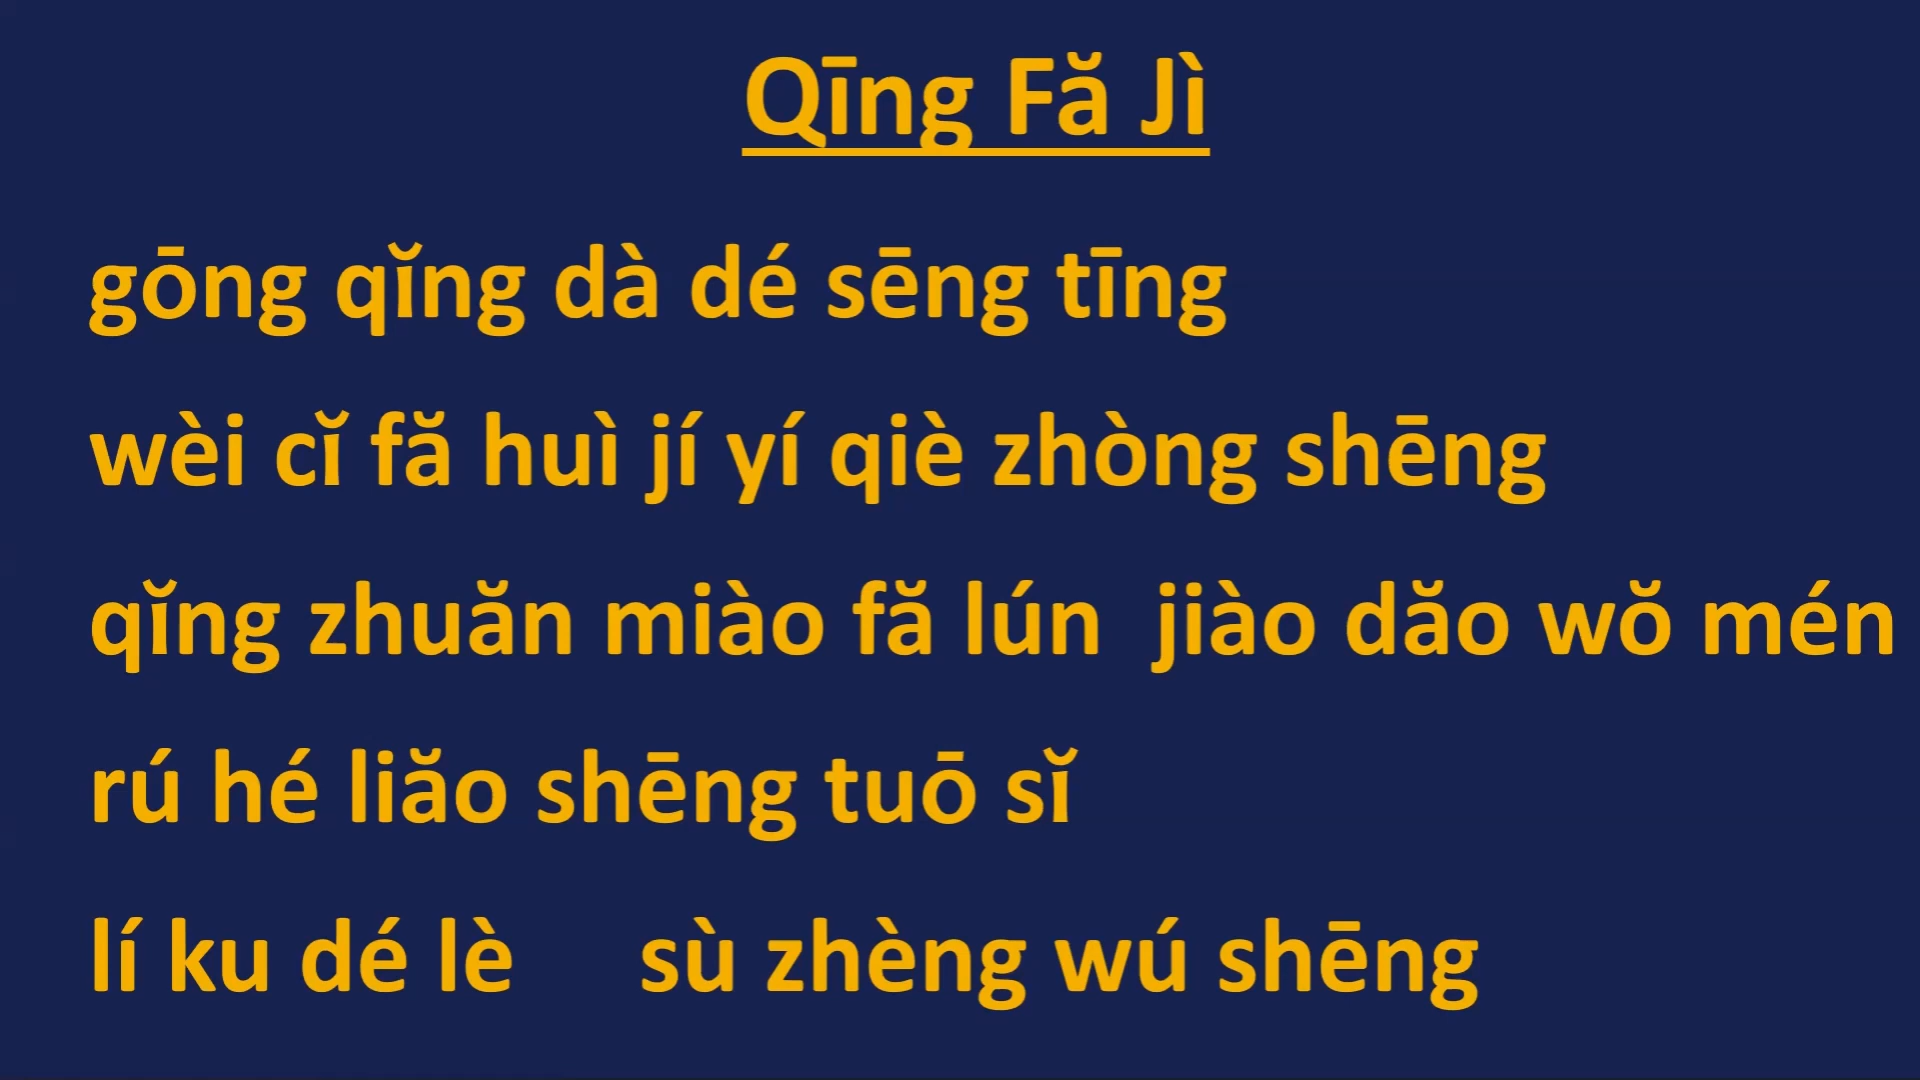 Qīng Fă Jì
gōng qĭng dà dé sēng tīng
wèi cĭ fă huì jí yí qiè zhòng shēng
qĭng zhuăn miào fă lún  jiào dăo wŏ mén
rú hé liăo shēng tuō sĭ
lí ku dé lè     sù zhèng wú shēng